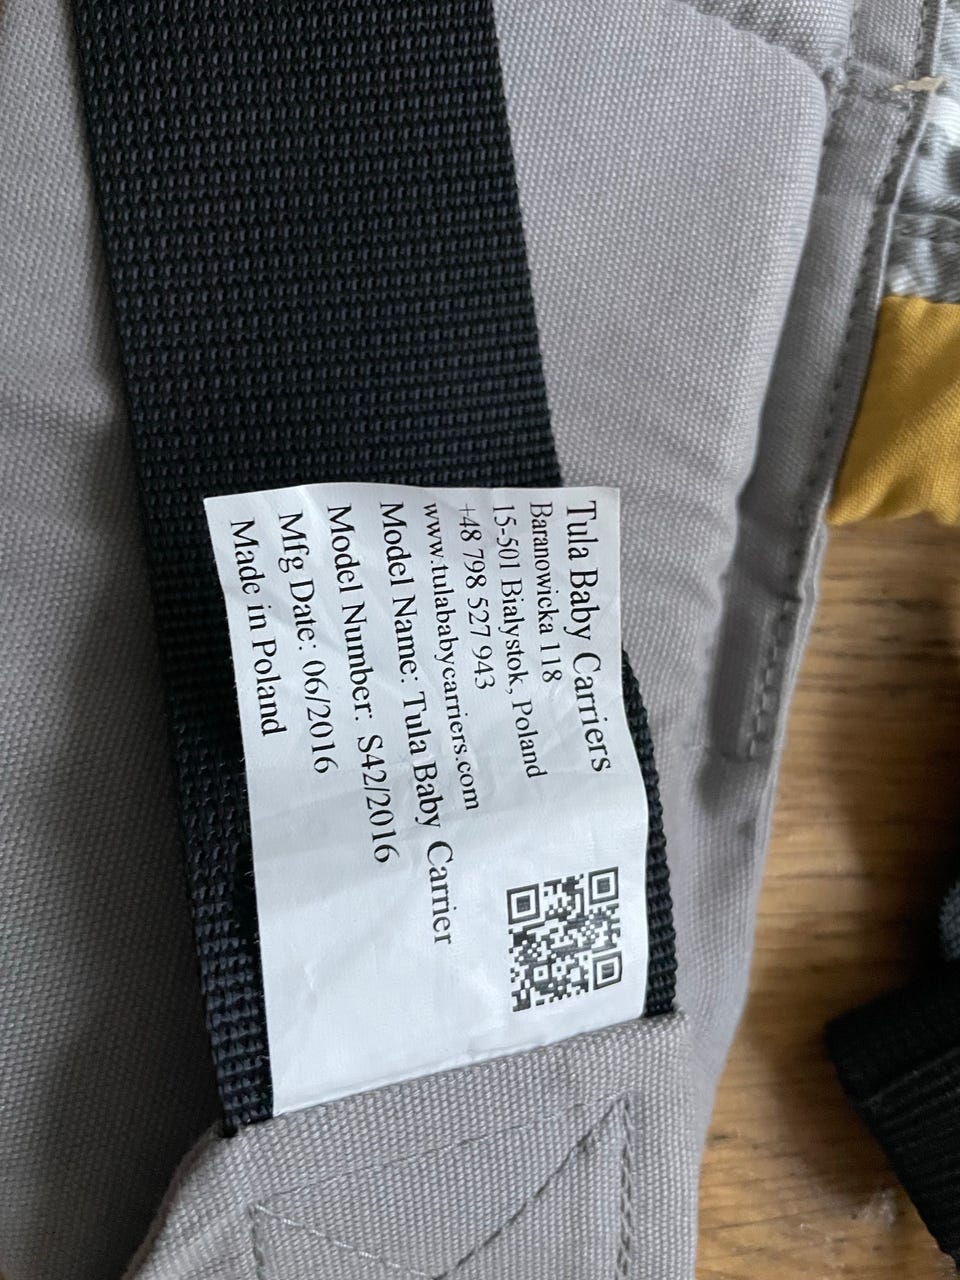 Tula Baby Carriers
Baranowicka 118
15-501 Bialystok, Poland
+48 798 527 943
www.tulababycarriers.com
Model Name: Tula Baby Carrier
Model Number: S42/2016
Mfg Date: 06/2016
Made in Poland